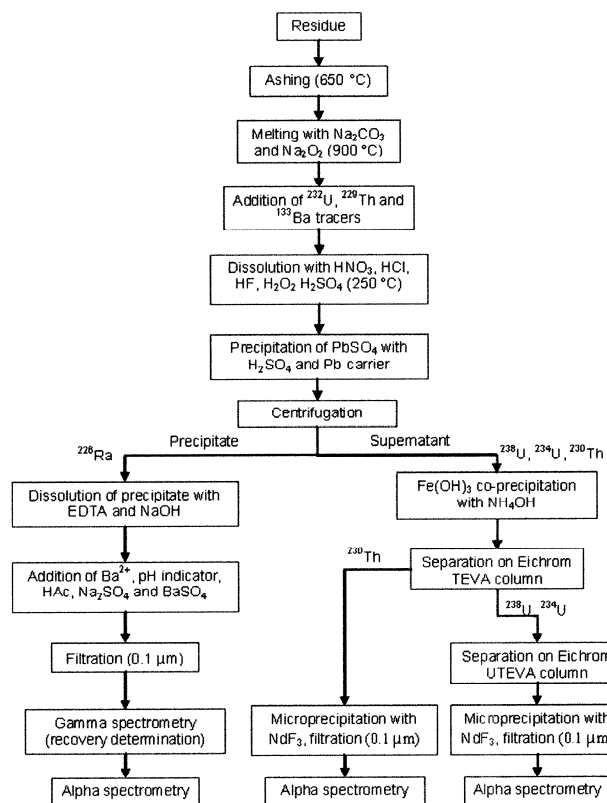 Residue
Ashing (650 °C)
Melting with Na₂CO₃
and Na₂O₂ (900 °C)
Addition of ²³²U, ²²⁹Th and
¹³³Ba tracers
Dissolution with HNO₃, HCl,
HF, H₂O₂ H₂SO₄ (250 °C)
Precipitation of PbSO₄ with
H₂SO₄ and Pb carrier
Centrifugation
Precipitate
Supernatant
²²⁶Ra
²³⁸U, ²³⁴U, ²³⁰Th
Dissolution of precipitate with
EDTA and NaOH
Fe(OH)₃ co-precipitation
with NH₄OH
Addition of Ba²⁺, pH indicator,
HAc, Na₂SO₄ and BaSO₄
²³⁰Th
Separation on Eichrom
TEVA column
²³⁸U, ²³⁴U
Filtration (0.1 µm)
Separation on Eichrom
UTEVA column
Gamma spectrometry
(recovery determination)
Microprecipitation with
NdF₃, filtration (0.1 µm)
Microprecipitation with
NdF₃, filtration (0.1 µm)
Alpha spectrometry
Alpha spectrometry
Alpha spectrometry